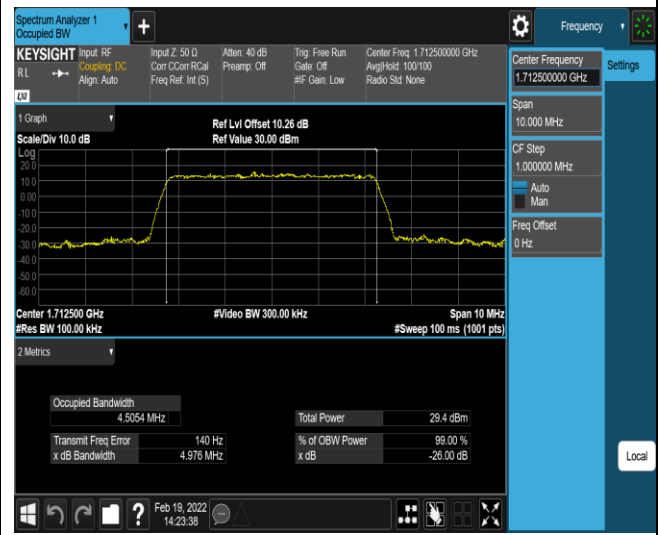 Spectrum Analyzer 1
Occupied BW
+
Frequency
KEYSIGHT
Input: RF
Coupling: DC
Align: Auto
Input Z: 50 Ω
Corr CCorr RCal
Freq Ref: Int (S)
Atten: 40 dB
Preamp: Off
Trig: Free Run
Gate: Off
#IF Gain: Low
Center Freq: 1.712500000 GHz
Avg|Hold: 100/100
Radio Std: None
R L
LXI
Center Frequency
1.712500000 GHz
Settings
Span
10.000 MHz
CF Step
1.000000 MHz
Auto
Man
Freq Offset
0 Hz
1 Graph
Scale/Div 10.0 dB
Ref Lvl Offset 10.26 dB
Ref Value 30.00 dBm
Log
20.0
10.0
0.00
-10.0
-20.0
-30.0
-40.0
-50.0
-60.0
Center 1.712500 GHz
#Video BW 300.00 kHz
Span 10 MHz
#Res BW 100.00 kHz
#Sweep 100 ms (1001 pts)
2 Metrics
Occupied Bandwidth
4.5054 MHz
Total Power 29.4 dBm
Transmit Freq Error 140 Hz
% of OBW Power 99.00 %
x dB Bandwidth 4.976 MHz
x dB -26.00 dB
Local
?
Feb 19, 2022
14:23:38